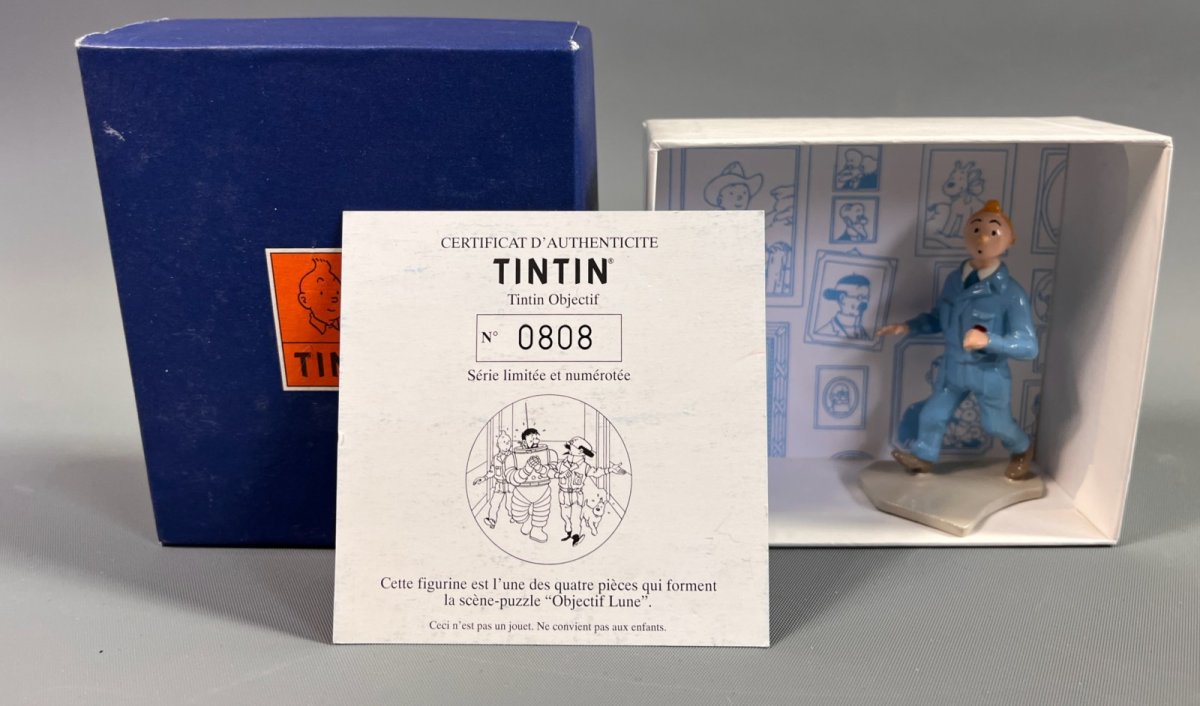 CERTIFICAT D'AUTHENTICITE
TINTIN®
Tintin Objectif
N° 0808
Série limitée et numérotée
Cette figurine est l'une des quatre pièces qui forment
la scène-puzzle “Objectif Lune”.
Ceci n'est pas un jouet. Ne convient pas aux enfants.
TIN